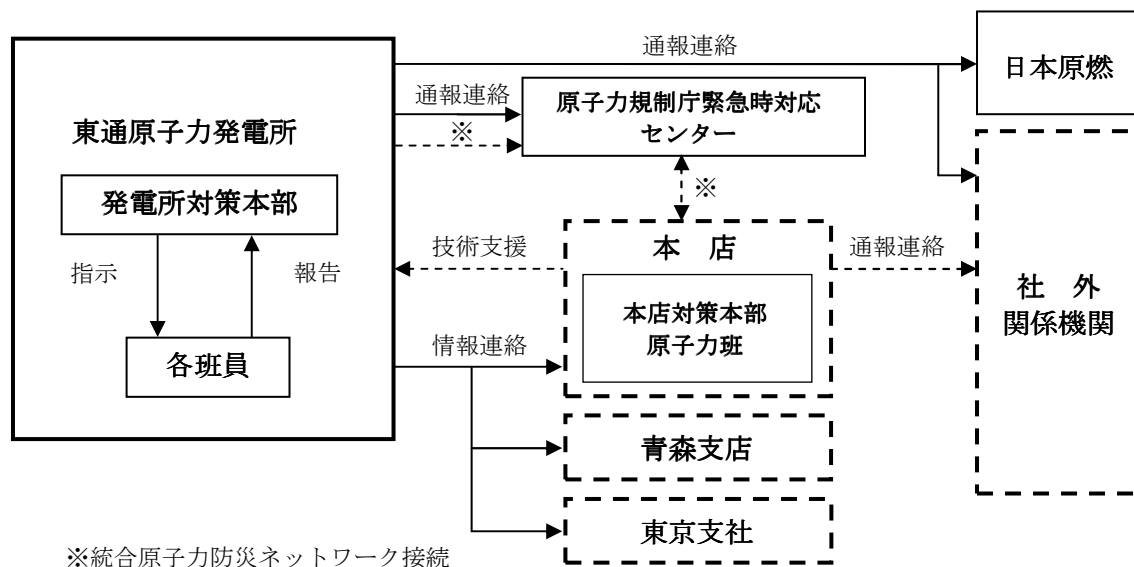 通報連絡
日本原燃
東通原子力発電所
通報連絡
※
原子力規制庁緊急時対応
センター
発電所対策本部
指示
報告
各班員
※
技術支援
本　店
通報連絡
本店対策本部
原子力班
社　外
関係機関
情報連絡
青森支店
東京支社
※統合原子力防災ネットワーク接続